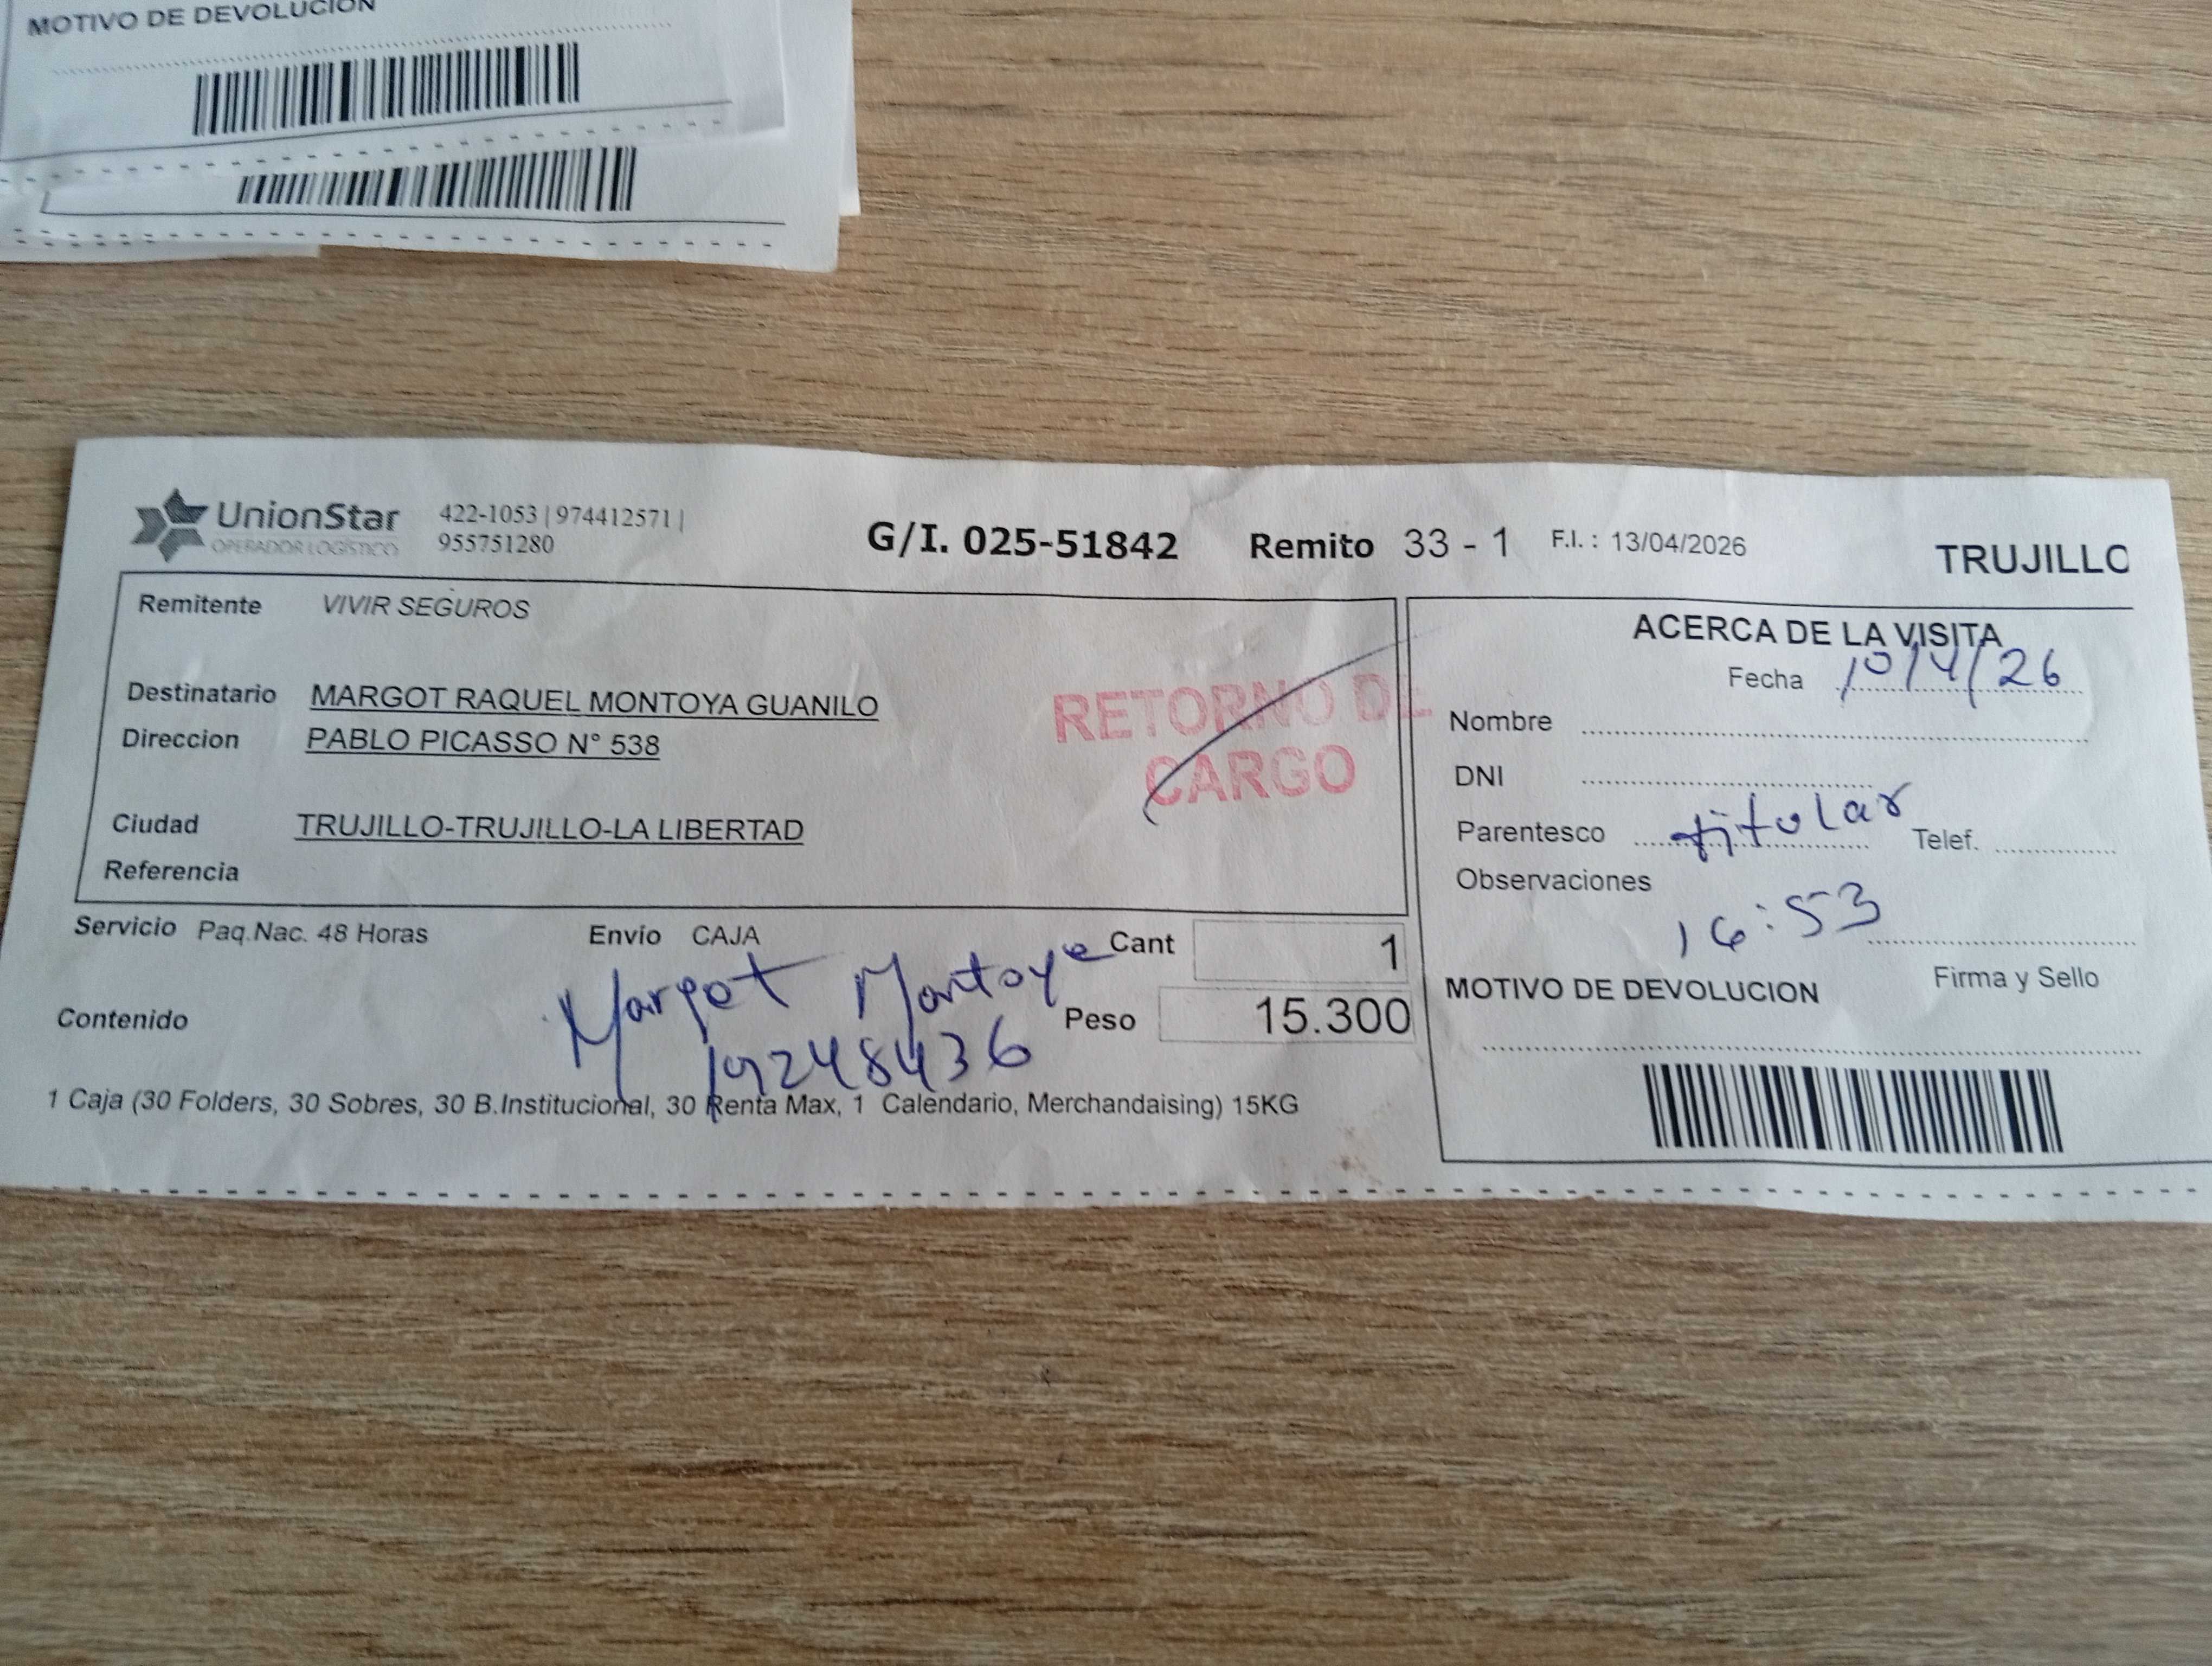 MOTIVO DE DEVOLUCION
UnionStar
OPERADOR LOGÍSTICO
422-1053 | 974412571 |
955751280
G/I. 025-51842 Remito 33 - 1 F.I. : 13/04/2026
TRUJILLO
Remitente VIVIR SEGUROS
Destinatario MARGOT RAQUEL MONTOYA GUANILO
Direccion PABLO PICASSO N° 538
Ciudad TRUJILLO-TRUJILLO-LA LIBERTAD
Referencia
RETORNO DE
CARGO
Servicio Paq.Nac. 48 Horas Envío CAJA Cant 1
Margot Montoya
Contenido Peso 15.300
19248436
1 Caja (30 Folders, 30 Sobres, 30 B.Institucional, 30 Renta Max, 1 Calendario, Merchandaising) 15KG
ACERCA DE LA VISITA
Fecha 10/4/26
Nombre
DNI
Parentesco titular Telef.
Observaciones
16:53
Firma y Sello
MOTIVO DE DEVOLUCION